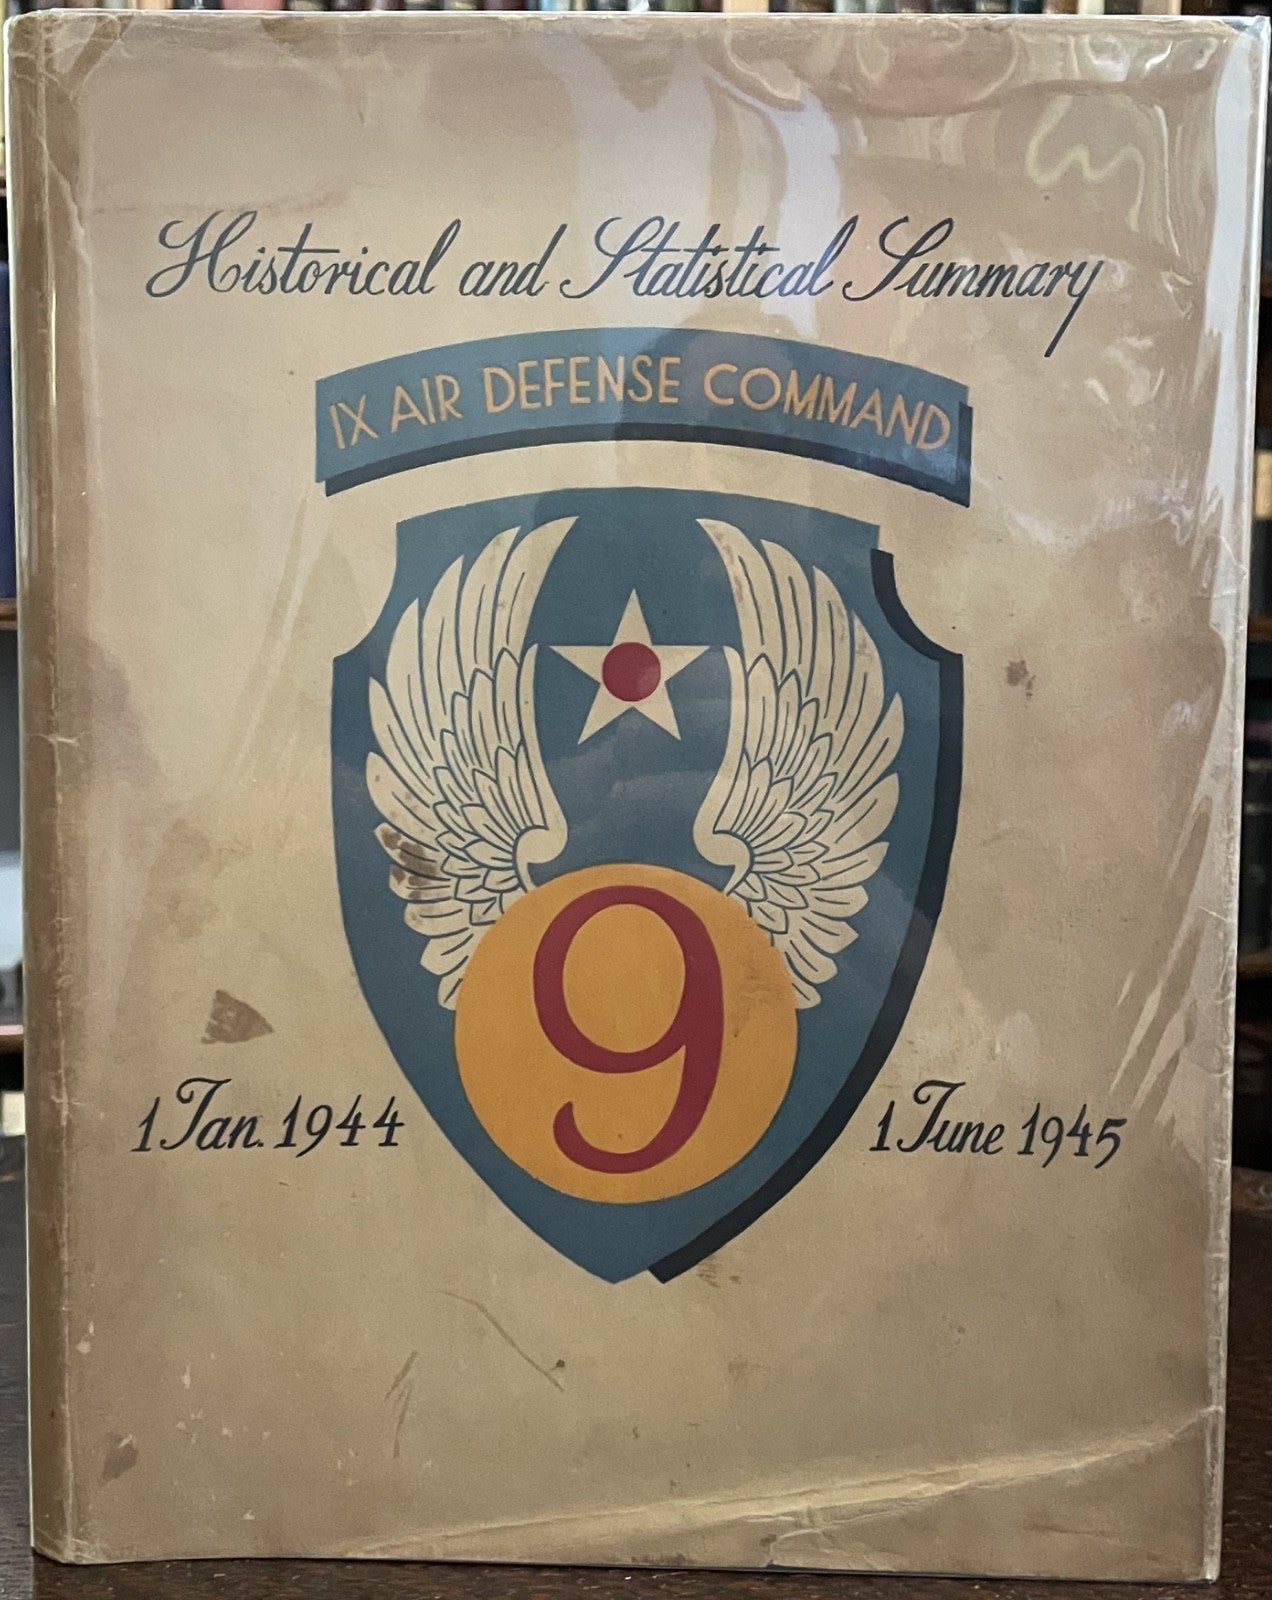 Historical and Statistical Summary
IX AIR DEFENSE COMMAND
9
1 Jan. 1944
1 June 1945